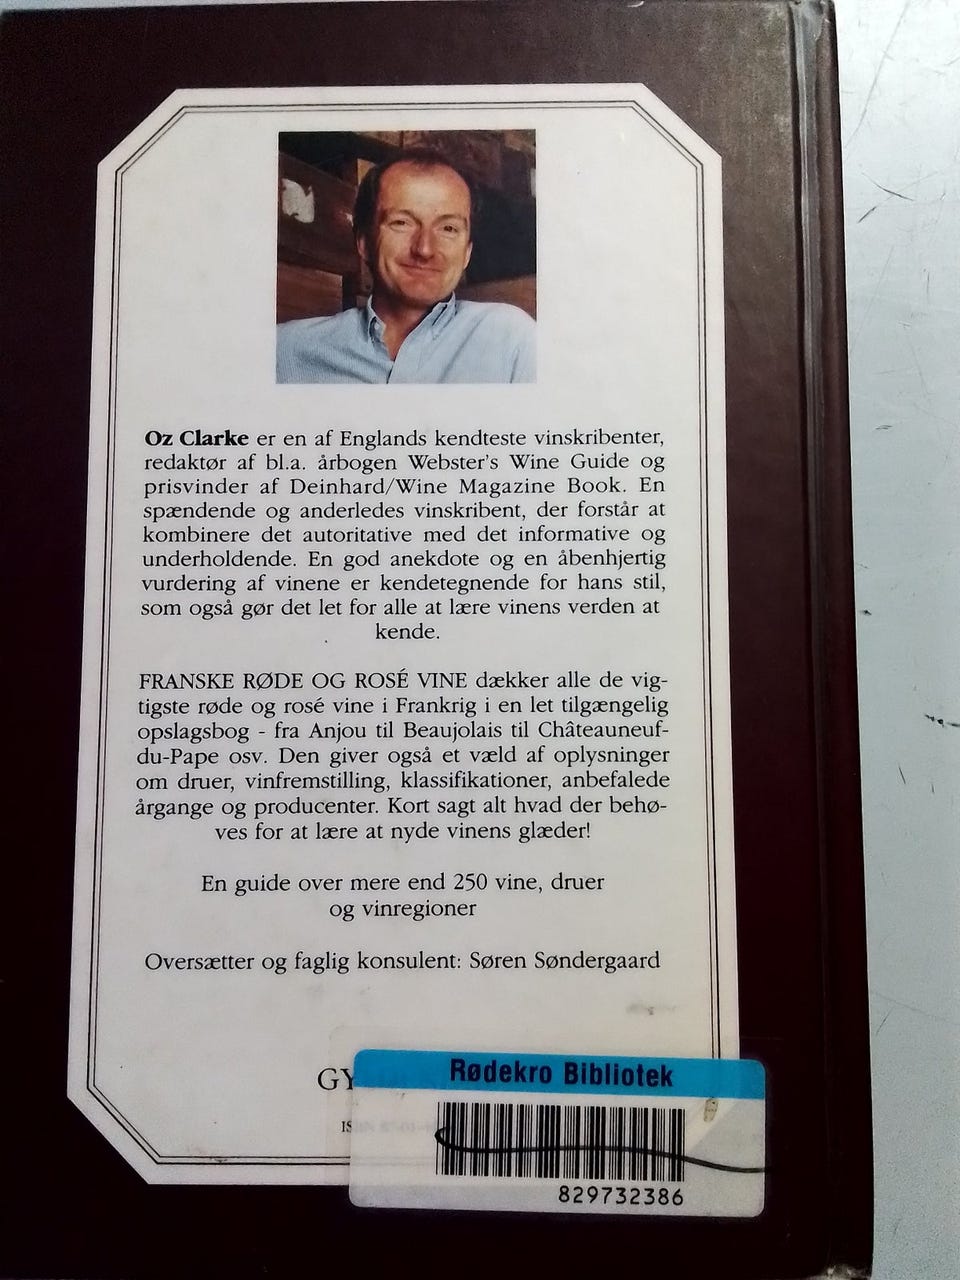 Oz Clarke er en af Englands kendteste vinskribenter,
redaktør af bl.a. årbogen Webster's Wine Guide og
prisvinder af Deinhard/Wine Magazine Book. En
spændende og anderledes vinskribent, der forstår at
kombinere det autoritative med det informative og
underholdende. En god anekdote og en åbenhjertig
vurdering af vinene er kendetegnende for hans stil,
som også gør det let for alle at lære vinens verden at
kende.
FRANSKE RØDE OG ROSÉ VINE dækker alle de vig-
tigste røde og rosé vine i Frankrig i en let tilgængelig
opslagsbog - fra Anjou til Beaujolais til Châteauneuf-
du-Pape osv. Den giver også et væld af oplysninger
om druer, vinfremstilling, klassifikationer, anbefalede
årgange og producenter. Kort sagt alt hvad der behø-
ves for at lære at nyde vinens glæder!
En guide over mere end 250 vine, druer
og vinregioner
Oversætter og faglig konsulent: Søren Søndergaard
GY
Rødekro Bibliotek
829732386